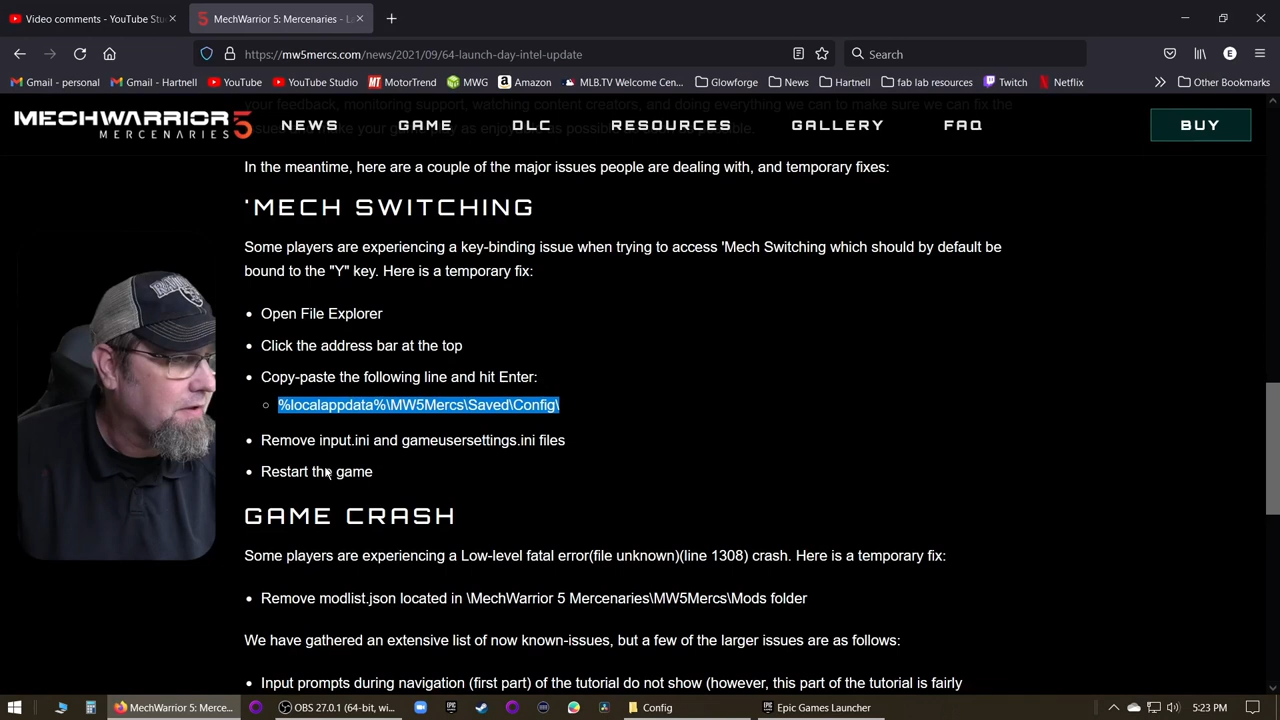 Video comments - YouTube Stu
MechWarrior 5: Mercenaries - L
https://mw5mercs.com/news/2021/09/64-launch-day-intel-update
Search
E
Gmail - personal
Gmail - Hartnell
YouTube
YouTube Studio
MT MotorTrend
MWG
Amazon
MLB.TV Welcome Cen...
Glowforge
News
Hartnell
fab lab resources
Twitch
Netflix
Other Bookmarks
your feedback, monitoring support, watching content creators, and doing everything we can to make sure we can fix the
MECHWARRIOR 5
MERCENARIES
NEWS
GAME
DLC
RESOURCES
GALLERY
FAQ
BUY
In the meantime, here are a couple of the major issues people are dealing with, and temporary fixes:
'MECH SWITCHING
Some players are experiencing a key-binding issue when trying to access 'Mech Switching which should by default be
bound to the "Y" key. Here is a temporary fix:
• Open File Explorer
• Click the address bar at the top
• Copy-paste the following line and hit Enter:
○ %localappdata%\MW5Mercs\Saved\Config\
• Remove input.ini and gameusersettings.ini files
• Restart the game
GAME CRASH
Some players are experiencing a Low-level fatal error(file unknown)(line 1308) crash. Here is a temporary fix:
• Remove modlist.json located in \MechWarrior 5 Mercenaries\MW5Mercs\Mods folder
We have gathered an extensive list of now known-issues, but a few of the larger issues are as follows:
• Input prompts during navigation (first part) of the tutorial do not show (however, this part of the tutorial is fairly
MechWarrior 5: Merce...
OBS 27.0.1 (64-bit, wi...
Config
Epic Games Launcher
5:23 PM